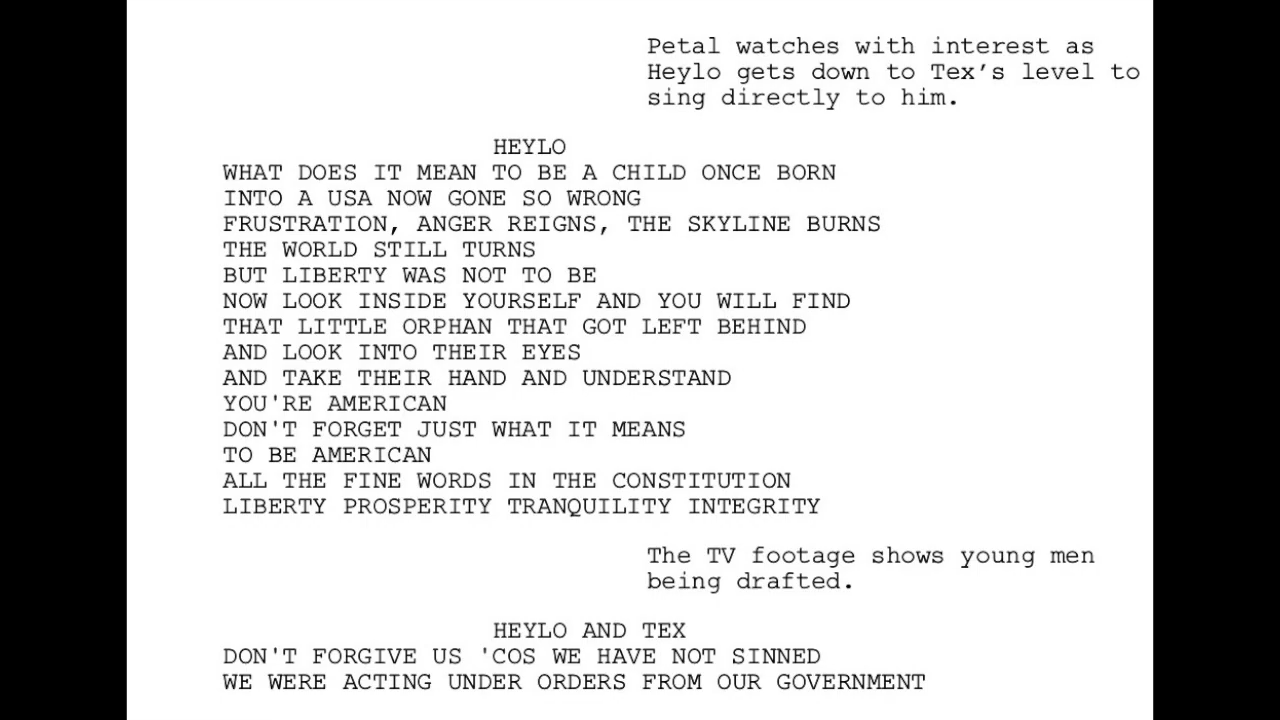 Petal watches with interest as
Heylo gets down to Tex’s level to
sing directly to him.
HEYLO
WHAT DOES IT MEAN TO BE A CHILD ONCE BORN
INTO A USA NOW GONE SO WRONG
FRUSTRATION, ANGER REIGNS, THE SKYLINE BURNS
THE WORLD STILL TURNS
BUT LIBERTY WAS NOT TO BE
NOW LOOK INSIDE YOURSELF AND YOU WILL FIND
THAT LITTLE ORPHAN THAT GOT LEFT BEHIND
AND LOOK INTO THEIR EYES
AND TAKE THEIR HAND AND UNDERSTAND
YOU'RE AMERICAN
DON'T FORGET JUST WHAT IT MEANS
TO BE AMERICAN
ALL THE FINE WORDS IN THE CONSTITUTION
LIBERTY PROSPERITY TRANQUILITY INTEGRITY
The TV footage shows young men
being drafted.
HEYLO AND TEX
DON'T FORGIVE US 'COS WE HAVE NOT SINNED
WE WERE ACTING UNDER ORDERS FROM OUR GOVERNMENT